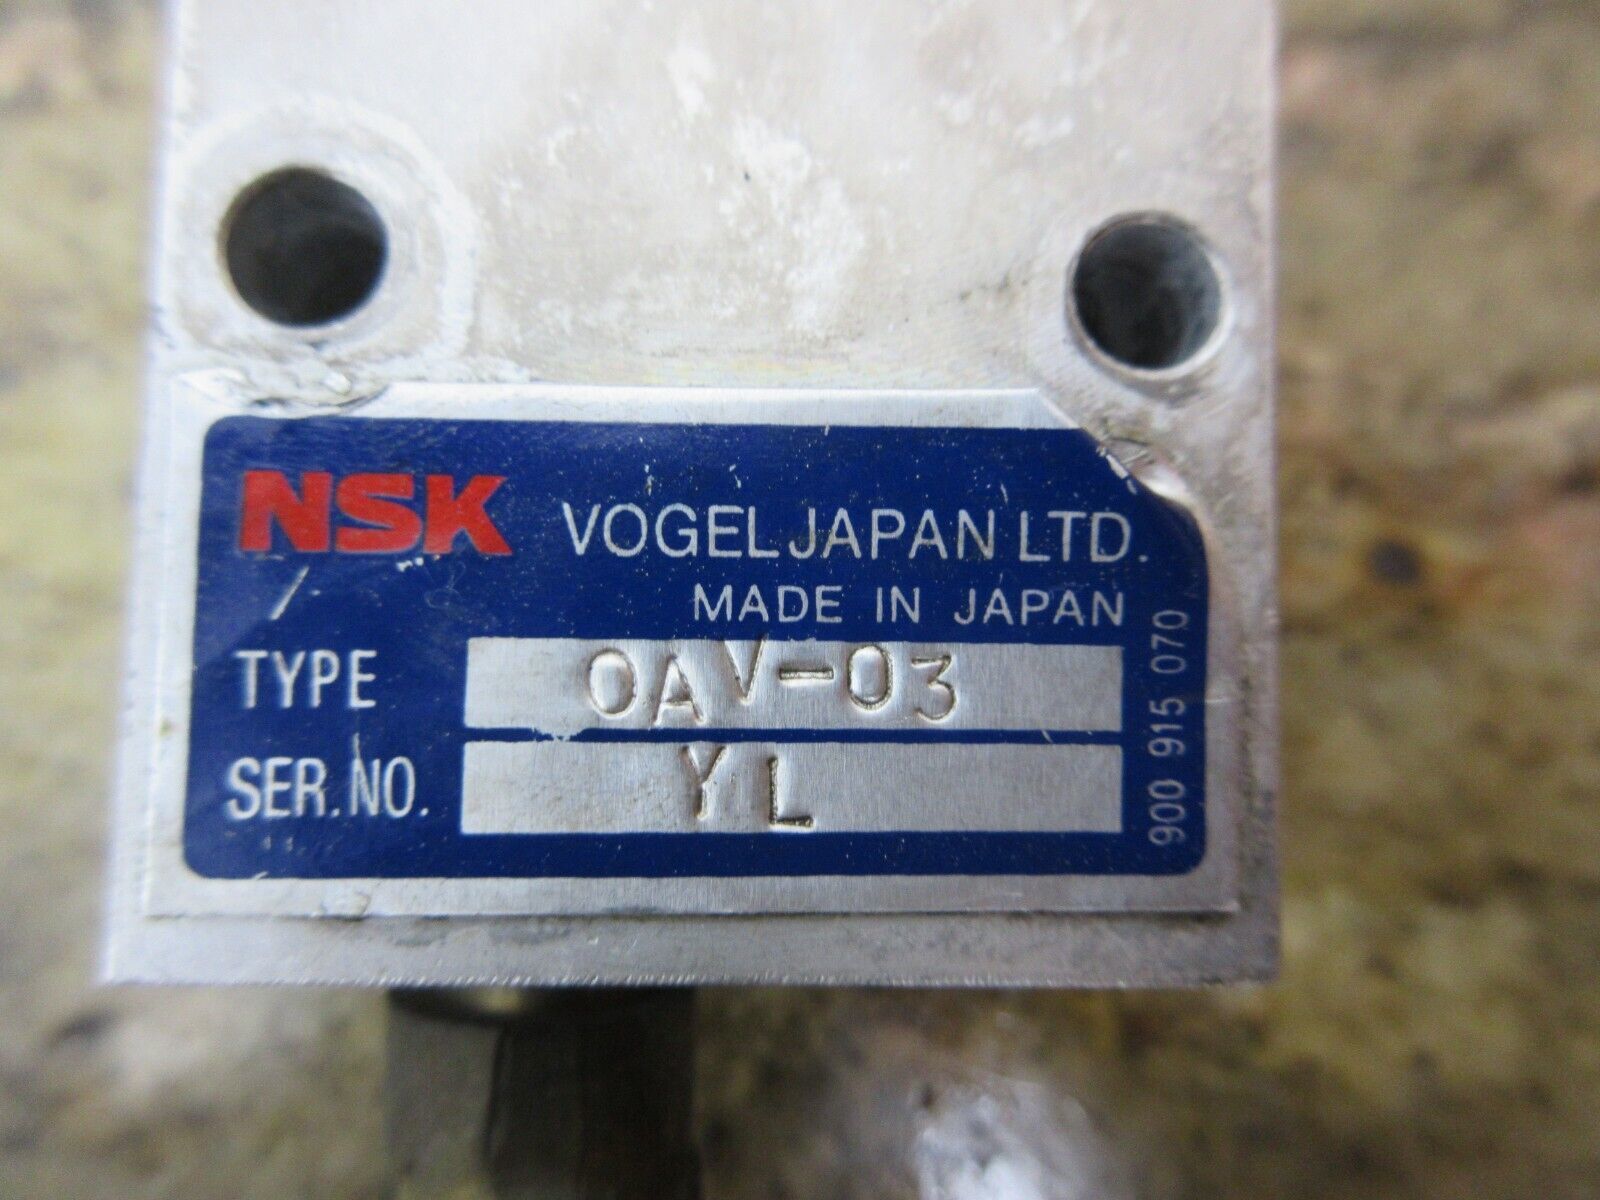 NSK VOGEL JAPAN LTD.
MADE IN JAPAN
TYPE OAV-03
SER.NO. YL
900 915 070